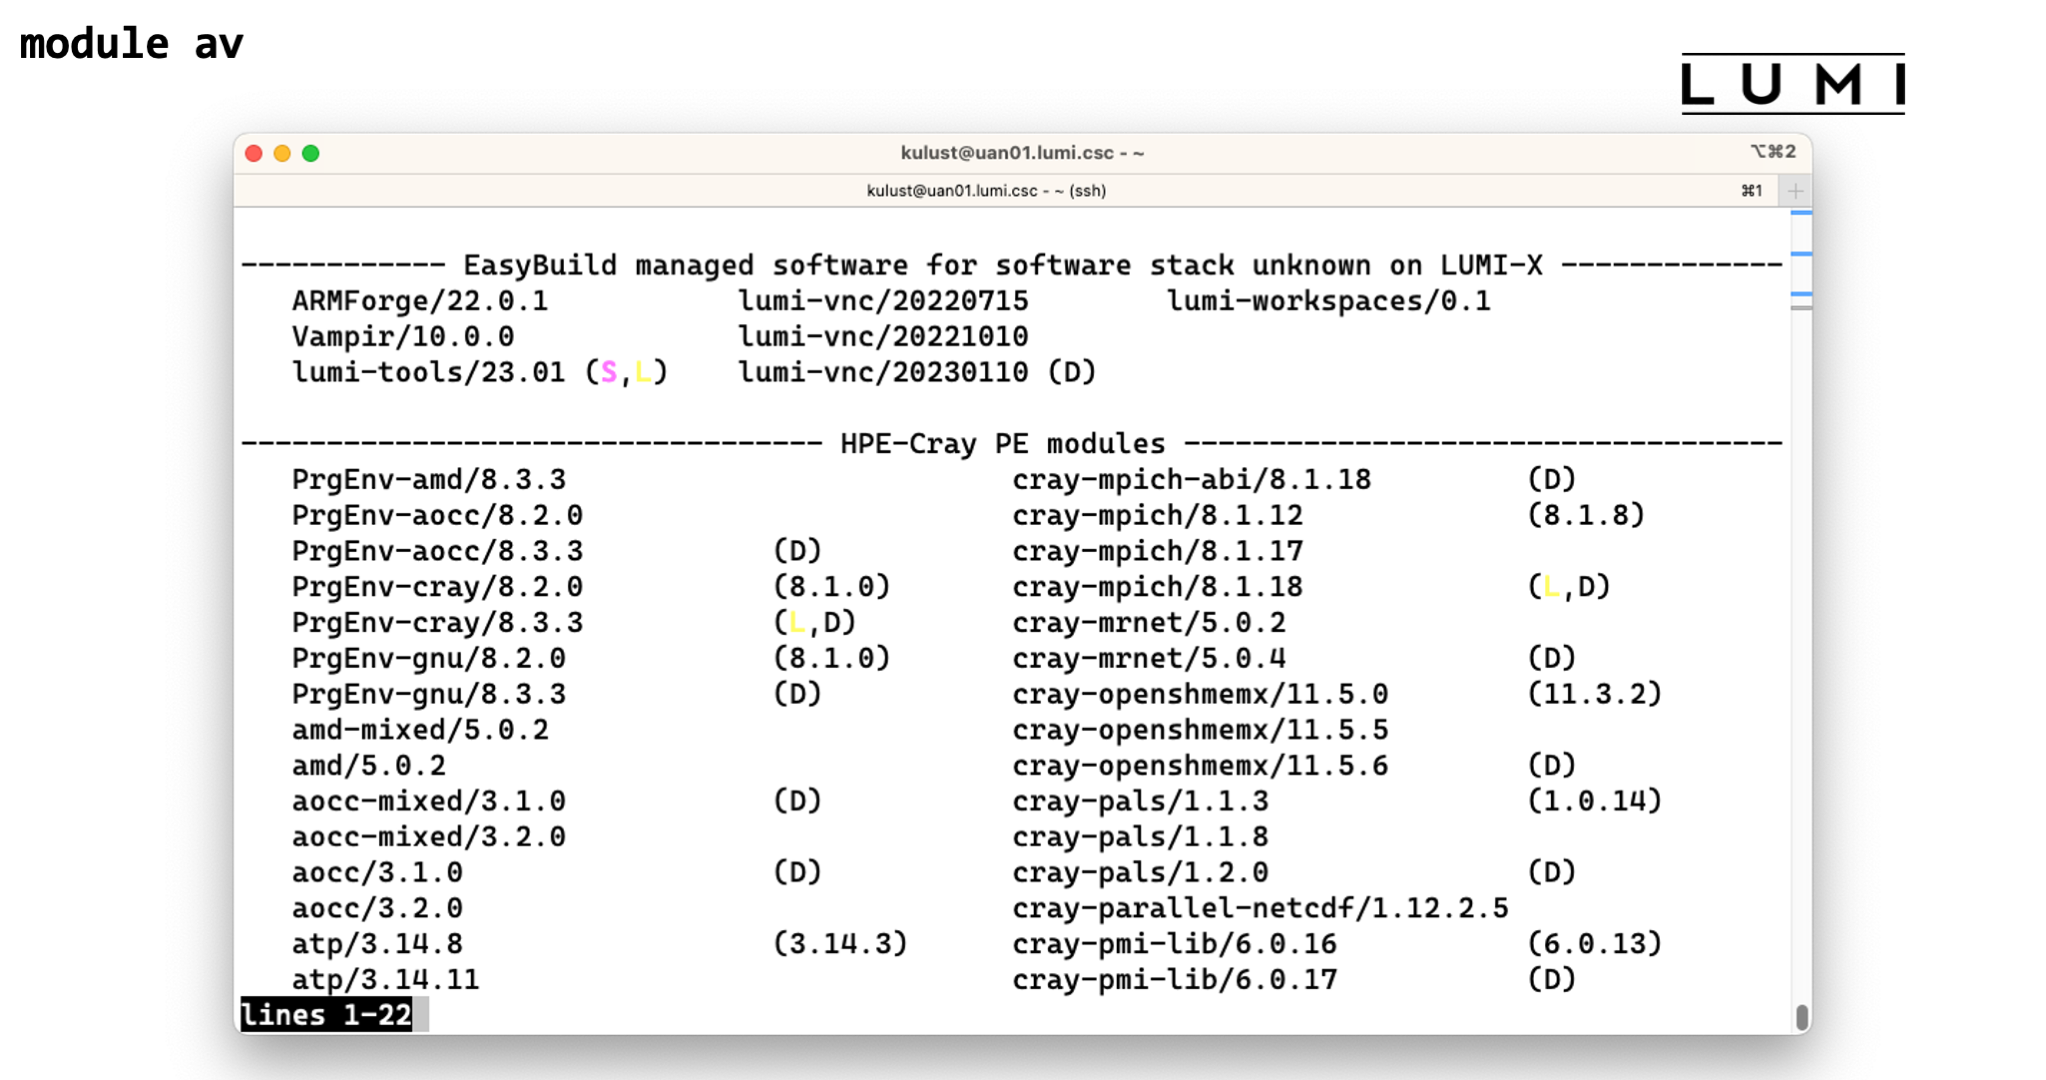 module av
LUMI
kulust@uan01.lumi.csc - ~
⌥⌘2
kulust@uan01.lumi.csc - ~ (ssh)
⌘1
+
------------ EasyBuild managed software for software stack unknown on LUMI-X -------------
ARMForge/22.0.1 lumi-vnc/20220715 lumi-workspaces/0.1
Vampir/10.0.0 lumi-vnc/20221010
lumi-tools/23.01 (S,L) lumi-vnc/20230110 (D)
---------------------------------- HPE-Cray PE modules -----------------------------------
PrgEnv-amd/8.3.3 cray-mpich-abi/8.1.18 (D)
PrgEnv-aocc/8.2.0 cray-mpich/8.1.12 (8.1.8)
PrgEnv-aocc/8.3.3 (D) cray-mpich/8.1.17
PrgEnv-cray/8.2.0 (8.1.0) cray-mpich/8.1.18 (L,D)
PrgEnv-cray/8.3.3 (L,D) cray-mrnet/5.0.2
PrgEnv-gnu/8.2.0 (8.1.0) cray-mrnet/5.0.4 (D)
PrgEnv-gnu/8.3.3 (D) cray-openshmemx/11.5.0 (11.3.2)
amd-mixed/5.0.2 cray-openshmemx/11.5.5
amd/5.0.2 cray-openshmemx/11.5.6 (D)
aocc-mixed/3.1.0 (D) cray-pals/1.1.3 (1.0.14)
aocc-mixed/3.2.0 cray-pals/1.1.8
aocc/3.1.0 (D) cray-pals/1.2.0 (D)
aocc/3.2.0 cray-parallel-netcdf/1.12.2.5
atp/3.14.8 (3.14.3) cray-pmi-lib/6.0.16 (6.0.13)
atp/3.14.11 cray-pmi-lib/6.0.17 (D)
lines 1-22